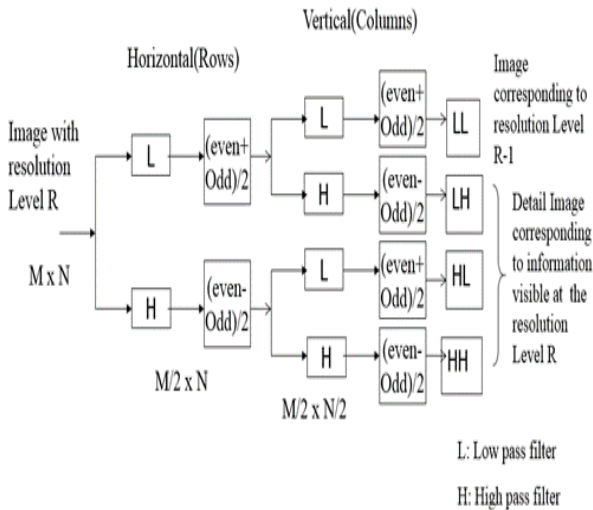 Vertical(Columns)
Horizontal(Rows)
Image with
resolution
Level R
M x N
L
(even+
Odd)/2
H
(even-
Odd)/2
M/2 x N
L
(even+
Odd)/2
LL
H
(even-
Odd)/2
LH
L
(even+
Odd)/2
HL
H
(even-
Odd)/2
HH
M/2 x N/2
Image
corresponding to
resolution Level
R-1
Detail Image
corresponding
to information
visible at the
resolution
Level R
L: Low pass filter
H: High pass filter